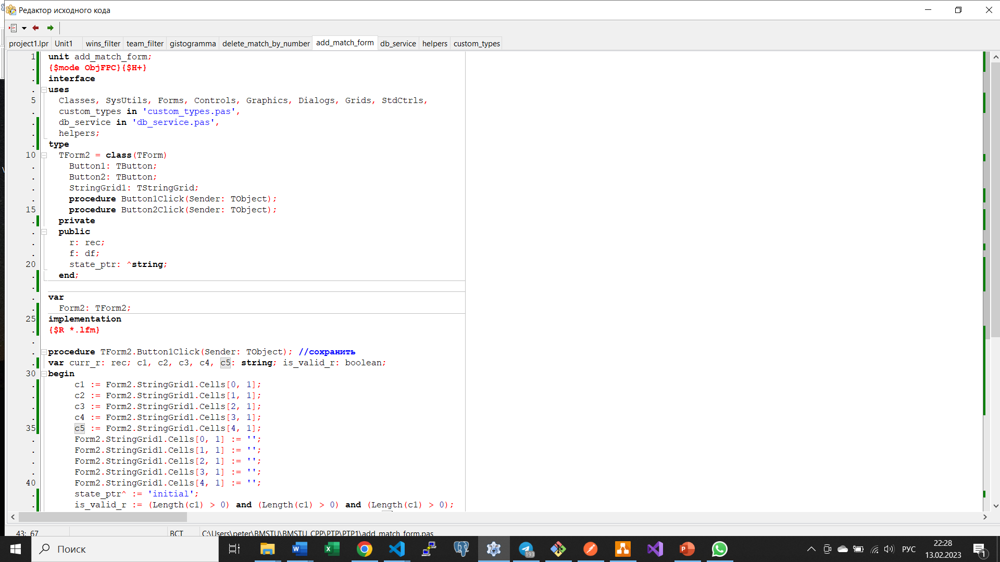 Редактор исходного кода
project1.lpr Unit1 wins_filter team_filter gistogramma delete_match_by_number add_match_form db_service helpers custom_types
1 unit add_match_form;
. {$mode ObjFPC}{$H+}
. interface
. uses
5 Classes, SysUtils, Forms, Controls, Graphics, Dialogs, Grids, StdCtrls,
. custom_types in 'custom_types.pas',
. db_service in 'db_service.pas',
. helpers;
. type
10 TForm2 = class(TForm)
. Button1: TButton;
. Button2: TButton;
. StringGrid1: TStringGrid;
. procedure Button1Click(Sender: TObject);
15 procedure Button2Click(Sender: TObject);
. private
. public
. r: rec;
. f: df;
20 state_ptr: ^string;
. end;
.
. var
. Form2: TForm2;
25 implementation
. {$R *.lfm}
.
. procedure TForm2.Button1Click(Sender: TObject); //сохранить
. var curr_r: rec; c1, c2, c3, c4, c5: string; is_valid_r: boolean;
30 begin
. c1 := Form2.StringGrid1.Cells[0, 1];
. c2 := Form2.StringGrid1.Cells[1, 1];
. c3 := Form2.StringGrid1.Cells[2, 1];
. c4 := Form2.StringGrid1.Cells[3, 1];
35 c5 := Form2.StringGrid1.Cells[4, 1];
. Form2.StringGrid1.Cells[0, 1] := '';
. Form2.StringGrid1.Cells[1, 1] := '';
. Form2.StringGrid1.Cells[2, 1] := '';
. Form2.StringGrid1.Cells[3, 1] := '';
40 Form2.StringGrid1.Cells[4, 1] := '';
. state_ptr^ := 'initial';
. is_valid_r := (Length(c1) > 0) and (Length(c1) > 0) and (Length(c1) > 0);
43: 67 ВСТ C:\Users\peter\BMSTU\BMSTU_CPP\PTP\PTP1\add_match_form.pas
Поиск
193
РУС
22:28
13.02.2023
1